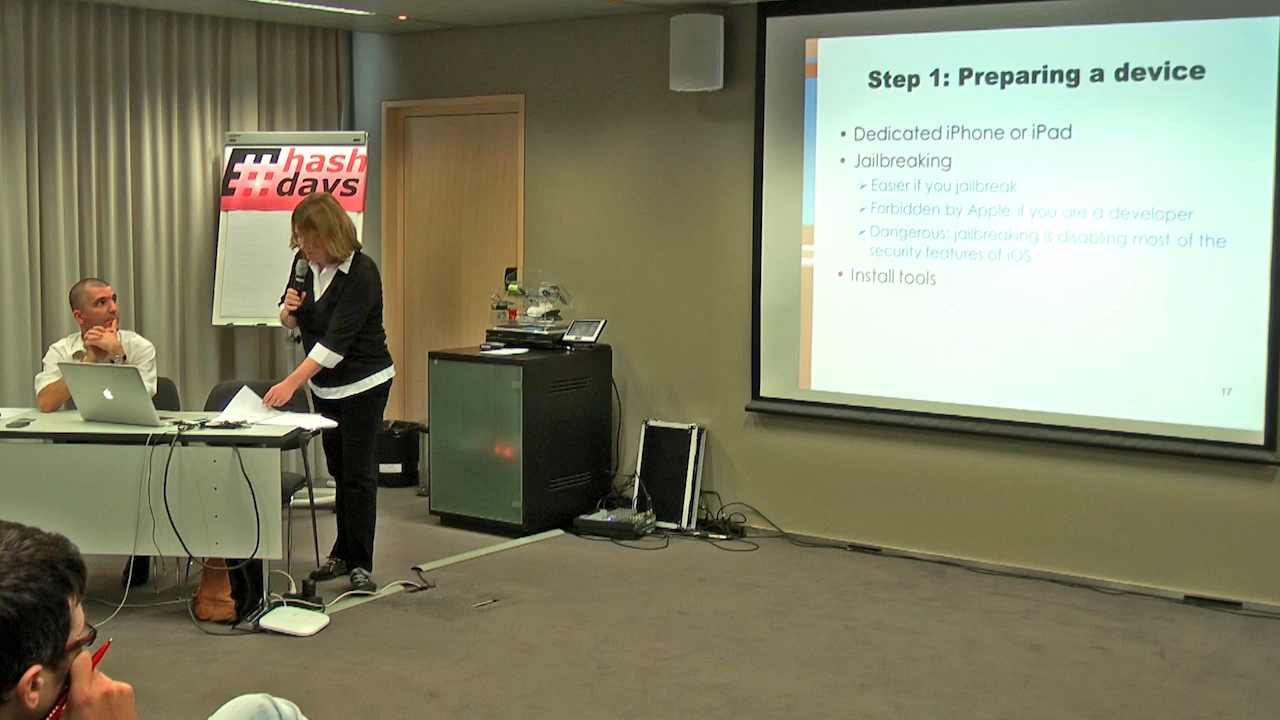 hash
days
Step 1: Preparing a device
• Dedicated iPhone or iPad
• Jailbreaking
➢ Easier if you jailbreak
➢ Forbidden by Apple if you are a developer
➢ Dangerous: jailbreaking is disabling most of the
security features of iOS
• Install tools
17